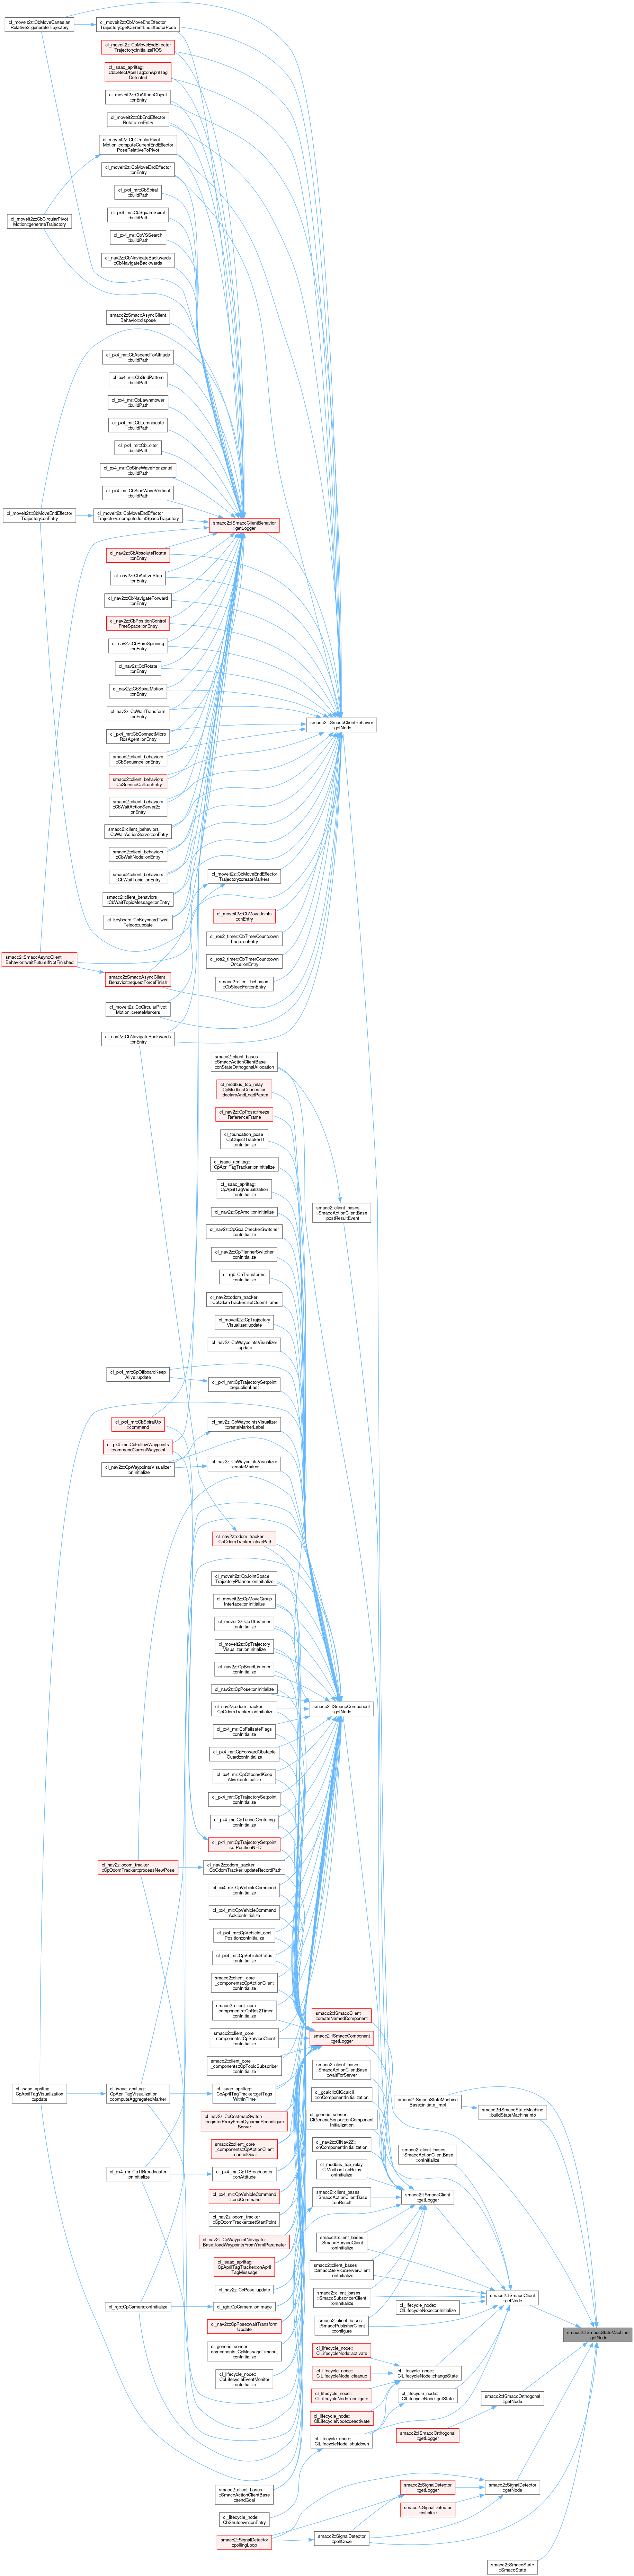 cl_moveit2z::CbMoveCartesian
Relative2::generateTrajectory
cl_moveit2z::CbMoveEndEffector
Trajectory::getCurrentEndEffectorPose
cl_moveit2z::CbMoveEndEffector
Trajectory::initializeROS
cl_isaac_apriltag::
CbDetectAprilTag::onAprilTag
Detected
cl_moveit2z::CbAttachObject
::onEntry
cl_moveit2z::CbEndEffector
Rotate::onEntry
cl_moveit2z::CbCircularPivot
Motion::computeCurrentEndEffector
PoseRelativeToPivot
cl_moveit2z::CbMoveEndEffector
::onEntry
cl_px4_mr::CbSpiral
::buildPath
cl_moveit2z::CbCircularPivot
Motion::generateTrajectory
cl_px4_mr::CbSquareSpiral
::buildPath
cl_px4_mr::CbVSSearch
::buildPath
cl_nav2z::CbNavigateBackwards
::CbNavigateBackwards
smacc2::SmaccAsyncClient
Behavior::dispose
cl_px4_mr::CbAscendToAltitude
::buildPath
cl_px4_mr::CbGridPattern
::buildPath
cl_px4_mr::CbLawnmower
::buildPath
cl_px4_mr::CbLemniscate
::buildPath
cl_px4_mr::CbLoiter
::buildPath
cl_px4_mr::CbSineWaveHorizontal
::buildPath
cl_px4_mr::CbSineWaveVertical
::buildPath
cl_moveit2z::CbMoveEndEffector
Trajectory::onEntry
cl_moveit2z::CbMoveEndEffector
Trajectory::computeJointSpaceTrajectory
smacc2::ISmaccClientBehavior
::getLogger
cl_nav2z::CbAbsoluteRotate
::onEntry
cl_nav2z::CbActiveStop
::onEntry
cl_nav2z::CbNavigateForward
::onEntry
cl_nav2z::CbPositionControl
FreeSpace::onEntry
cl_nav2z::CbPureSpinning
::onEntry
cl_nav2z::CbRotate
::onEntry
cl_nav2z::CbSpiralMotion
::onEntry
cl_nav2z::CbWaitTransform
::onEntry
smacc2::ISmaccClientBehavior
::getNode
cl_px4_mr::CbConnectMicro
RosAgent::onEntry
smacc2::client_behaviors
::CbSequence::onEntry
smacc2::client_behaviors
::CbServiceCall::onEntry
smacc2::client_behaviors
::CbWaitActionServer2::
onEntry
smacc2::client_behaviors
::CbWaitActionServer::onEntry
smacc2::client_behaviors
::CbWaitNode::onEntry
smacc2::client_behaviors
::CbWaitTopic::onEntry
cl_moveit2z::CbMoveEndEffector
Trajectory::createMarkers
smacc2::client_behaviors
::CbWaitTopicMessage::onEntry
cl_keyboard::CbKeyboardTwist
Teleop::update
cl_moveit2z::CbMoveJoints
::onEntry
cl_ros2_timer::CbTimerCountdown
Loop::onEntry
smacc2::SmaccAsyncClient
Behavior::waitFutureIfNotFinished
cl_ros2_timer::CbTimerCountdown
Once::onEntry
smacc2::SmaccAsyncClient
Behavior::requestForceFinish
smacc2::client_behaviors
::CbSleepFor::onEntry
cl_moveit2z::CbCircularPivot
Motion::createMarkers
cl_nav2z::CbNavigateBackwards
::onEntry
smacc2::client_bases
::SmaccActionClientBase
::onStateOrthogonalAllocation
cl_modbus_tcp_relay
::CpModbusConnection
::declareAndLoadParam
cl_nav2z::CpPose::freeze
ReferenceFrame
cl_foundation_pose
::CpObjectTrackerTf
::onInitialize
cl_isaac_apriltag::
CpAprilTagTracker::onInitialize
cl_isaac_apriltag::
CpAprilTagVisualization
::onInitialize
cl_nav2z::CpAmcl::onInitialize
smacc2::client_bases
::SmaccActionClientBase
::postResultEvent
cl_nav2z::CpGoalCheckerSwitcher
::onInitialize
cl_nav2z::CpPlannerSwitcher
::onInitialize
cl_rgb::CpTransforms
::onInitialize
cl_nav2z::odom_tracker
::CpOdomTracker::setOdomFrame
cl_moveit2z::CpTrajectory
Visualizer::update
cl_nav2z::CpWaypointsVisualizer
::update
cl_px4_mr::CpOffboardKeep
Alive::update
cl_px4_mr::CpTrajectorySetpoint
::republishLast
cl_px4_mr::CbSpiralUp
::command
cl_nav2z::CpWaypointsVisualizer
::createMarkerLabel
cl_px4_mr::CbFollowWaypoints
::commandCurrentWaypoint
cl_nav2z::CpWaypointsVisualizer
::onInitialize
cl_nav2z::CpWaypointsVisualizer
::createMarker
cl_nav2z::odom_tracker
::CpOdomTracker::clearPath
cl_moveit2z::CpJointSpace
TrajectoryPlanner::onInitialize
cl_moveit2z::CpMoveGroup
Interface::onInitialize
cl_moveit2z::CpTfListener
::onInitialize
cl_moveit2z::CpTrajectory
Visualizer::onInitialize
cl_nav2z::CpBondListener
::onInitialize
cl_nav2z::CpPose::onInitialize
cl_nav2z::odom_tracker
::CpOdomTracker::onInitialize
smacc2::ISmaccComponent
::getNode
cl_px4_mr::CpFailsafeFlags
::onInitialize
cl_px4_mr::CpForwardObstacle
Guard::onInitialize
cl_px4_mr::CpOffboardKeep
Alive::onInitialize
cl_px4_mr::CpTrajectorySetpoint
::onInitialize
cl_px4_mr::CpTunnelCentering
::onInitialize
cl_px4_mr::CpTrajectorySetpoint
::setPositionNED
cl_nav2z::odom_tracker
::CpOdomTracker::processNewPose
cl_nav2z::odom_tracker
::CpOdomTracker::updateRecordPath
cl_px4_mr::CpVehicleCommand
::onInitialize
cl_px4_mr::CpVehicleCommand
Ack::onInitialize
cl_px4_mr::CpVehicleLocal
Position::onInitialize
cl_px4_mr::CpVehicleStatus
::onInitialize
smacc2::client_core
_components::CpActionClient
::onInitialize
smacc2::client_core
_components::CpRos2Timer
::onInitialize
smacc2::ISmaccClient
::createNamedComponent
smacc2::client_core
_components::CpServiceClient
::onInitialize
smacc2::ISmaccComponent
::getLogger
smacc2::client_core
_components::CpTopicSubscriber
::onInitialize
smacc2::client_bases
::SmaccActionClientBase
::waitForServer
cl_isaac_apriltag::
CpAprilTagVisualization
::update
cl_isaac_apriltag::
CpAprilTagVisualization
::computeAggregatedMarker
cl_isaac_apriltag::
CpAprilTagTracker::getTags
WithinTime
cl_gcalcli::ClGcalcli
::onComponentInitialization
smacc2::SmaccStateMachine
Base::initiate_impl
smacc2::ISmaccStateMachine
::buildStateMachineInfo
cl_nav2z::CpCostmapSwitch
::registerProxyFromDynamicReconfigure
Server
cl_generic_sensor::
ClGenericSensor::onComponent
Initialization
smacc2::client_core
_components::CpActionClient
::cancelGoal
cl_nav2z::ClNav2Z::
onComponentInitialization
smacc2::client_bases
::SmaccActionClientBase
::onInitialize
cl_px4_mr::CpTfBroadcaster
::onInitialize
cl_px4_mr::CpTfBroadcaster
::onAttitude
cl_modbus_tcp_relay
::ClModbusTcpRelay::
onInitialize
cl_px4_mr::CpVehicleCommand
::sendCommand
smacc2::client_bases
::SmaccActionClientBase
::onResult
smacc2::ISmaccClient
::getLogger
cl_nav2z::odom_tracker
::CpOdomTracker::setStartPoint
cl_nav2z::CpWaypointNavigator
Base::loadWaypointsFromYamlParameter
smacc2::client_bases
::SmaccServiceClient
::onInitialize
cl_isaac_apriltag::
CpAprilTagTracker::onApril
TagMessage
smacc2::client_bases
::SmaccServiceServerClient
::onInitialize
cl_nav2z::CpPose::update
smacc2::client_bases
::SmaccSubscriberClient
::onInitialize
smacc2::ISmaccClient
::getNode
cl_rgb::CpCamera::onInitialize
cl_rgb::CpCamera::onImage
cl_lifecycle_node::
ClLifecycleNode::onInitialize
cl_nav2z::CpPose::waitTransform
Update
smacc2::client_bases
::SmaccPublisherClient
::configure
smacc2::ISmaccStateMachine
::getNode
cl_generic_sensor::
components::CpMessageTimeout
::onInitialize
cl_lifecycle_node::
ClLifecycleNode::activate
cl_lifecycle_node::
CpLifecycleEventMonitor
::onInitialize
cl_lifecycle_node::
ClLifecycleNode::cleanup
cl_lifecycle_node::
ClLifecycleNode::changeState
cl_lifecycle_node::
ClLifecycleNode::configure
cl_lifecycle_node::
ClLifecycleNode::getState
smacc2::ISmaccOrthogonal
::getNode
cl_lifecycle_node::
ClLifecycleNode::deactivate
cl_lifecycle_node::
ClLifecycleNode::shutdown
smacc2::ISmaccOrthogonal
::getLogger
smacc2::client_bases
::SmaccActionClientBase
::sendGoal
smacc2::SignalDetector
::getLogger
smacc2::SignalDetector
::getNode
cl_lifecycle_node::
CbShutdown::onEntry
smacc2::SignalDetector
::initialize
smacc2::SignalDetector
::pollingLoop
smacc2::SignalDetector
::pollOnce
smacc2::SmaccState
::SmaccState